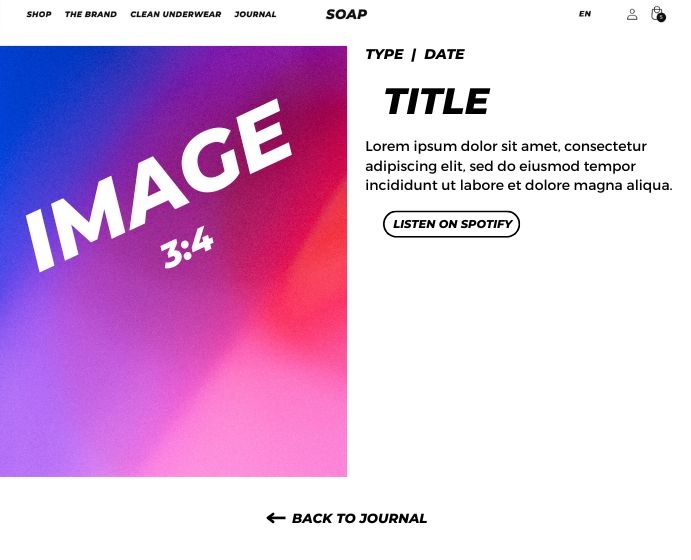 SHOP THE BRAND CLEAN UNDERWEAR JOURNAL SOAP EN 5
IMAGE
3:4
TYPE | DATE
TITLE
Lorem ipsum dolor sit amet, consectetur
adipiscing elit, sed do eiusmod tempor
incididunt ut labore et dolore magna aliqua.
LISTEN ON SPOTIFY
← BACK TO JOURNAL